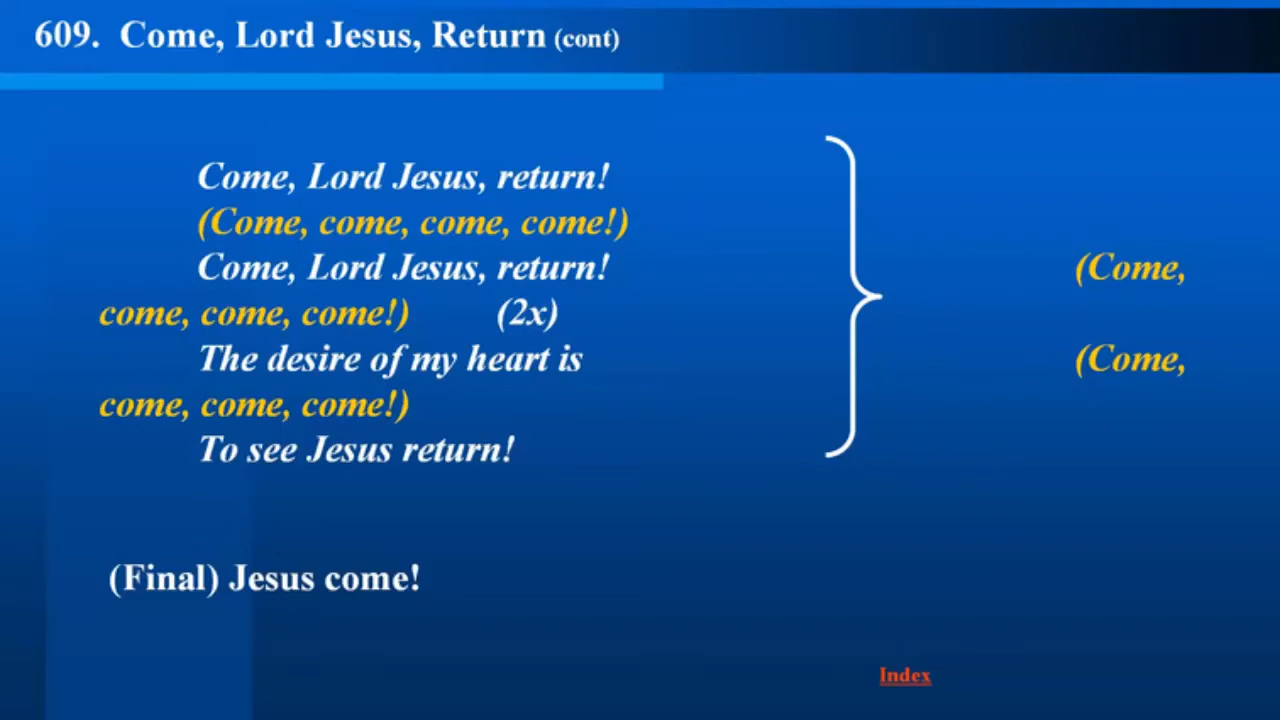 609. Come, Lord Jesus, Return (cont)
Come, Lord Jesus, return!
(Come, come, come, come!)
Come, Lord Jesus, return! (Come,
come, come, come!) (2x)
The desire of my heart is (Come,
come, come, come!)
To see Jesus return!
(Final) Jesus come!
Index